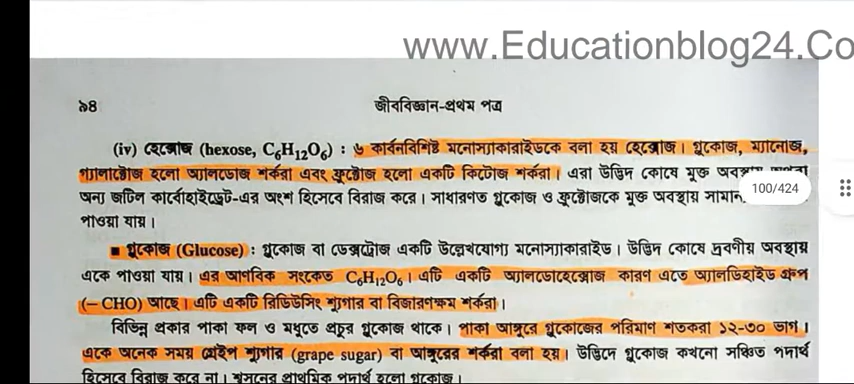 www.Educationblog24.Co
৯৪ জীববিজ্ঞান-প্রথম পত্র
(iv) হেক্সোজ (hexose, C₆H₁₂O₆) : ৬ কার্বনবিশিষ্ট মনোস্যাকারাইডকে বলা হয় হেক্সোজ। গ্লুকোজ, ম্যানোজ,
গ্যালাক্টোজ হলো অ্যালডোজ শর্করা এবং ফ্রুক্টোজ হলো একটি কিটোজ শর্করা। এরা উদ্ভিদ কোষে মুক্ত
অন্য জটিল কার্বোহাইড্রেট-এর অংশ হিসেবে বিরাজ করে। সাধারণত গ্লুকোজ ও ফ্রুক্টোজকে মুক্ত অবস্থায়
100/424
পাওয়া যায়।
■ গ্লুকোজ (Glucose) : গ্লুকোজ বা ডেক্সট্রোজ একটি উল্লেখযোগ্য মনোস্যাকারাইড। উদ্ভিদ কোষে দ্রবণীয় অবস্থায়
একে পাওয়া যায়। এর আণবিক সংকেত C₆H₁₂O₆। এটি একটি অ্যালডোহেক্সোজ কারণ এতে অ্যালডিহাইড গ্রুপ
(– CHO) আছে। এটি একটি রিডিউসিং শ্যুগার বা বিজারণক্ষম শর্করা।
বিভিন্ন প্রকার পাকা ফল ও মধুতে প্রচুর গ্লুকোজ থাকে। পাকা আঙ্গুরে গ্লুকোজের পরিমাণ শতকরা ১২-৩০ ভাগ।
একে অনেক সময় গ্রেইপ শ্যুগার (grape sugar) বা আঙ্গুরের শর্করা বলা হয়। উদ্ভিদে গ্লুকোজ কখনো সঞ্চিত পদার্থ
হিসেবে বিরাজ করে না। শ্বসনের প্রাথমিক পদার্থ হলো গ্লুকোজ।